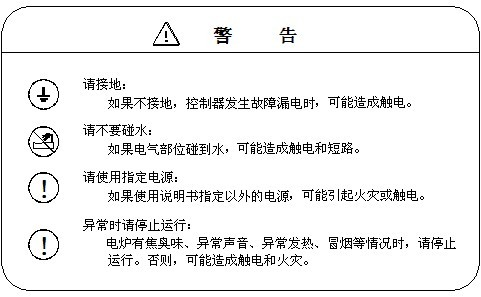 警 告
请接地：
如果不接地，控制器发生故障漏电时，可能造成触电。
请不要碰水：
如果电气部位碰到水，可能造成触电和短路。
请使用指定电源：
如果使用说明书指定以外的电源，可能引起火灾或触电。
异常时请停止运行：
电炉有焦臭味、异常声音、异常发热、冒烟等情况时，请停止
运行。否则，可能造成触电和火灾。